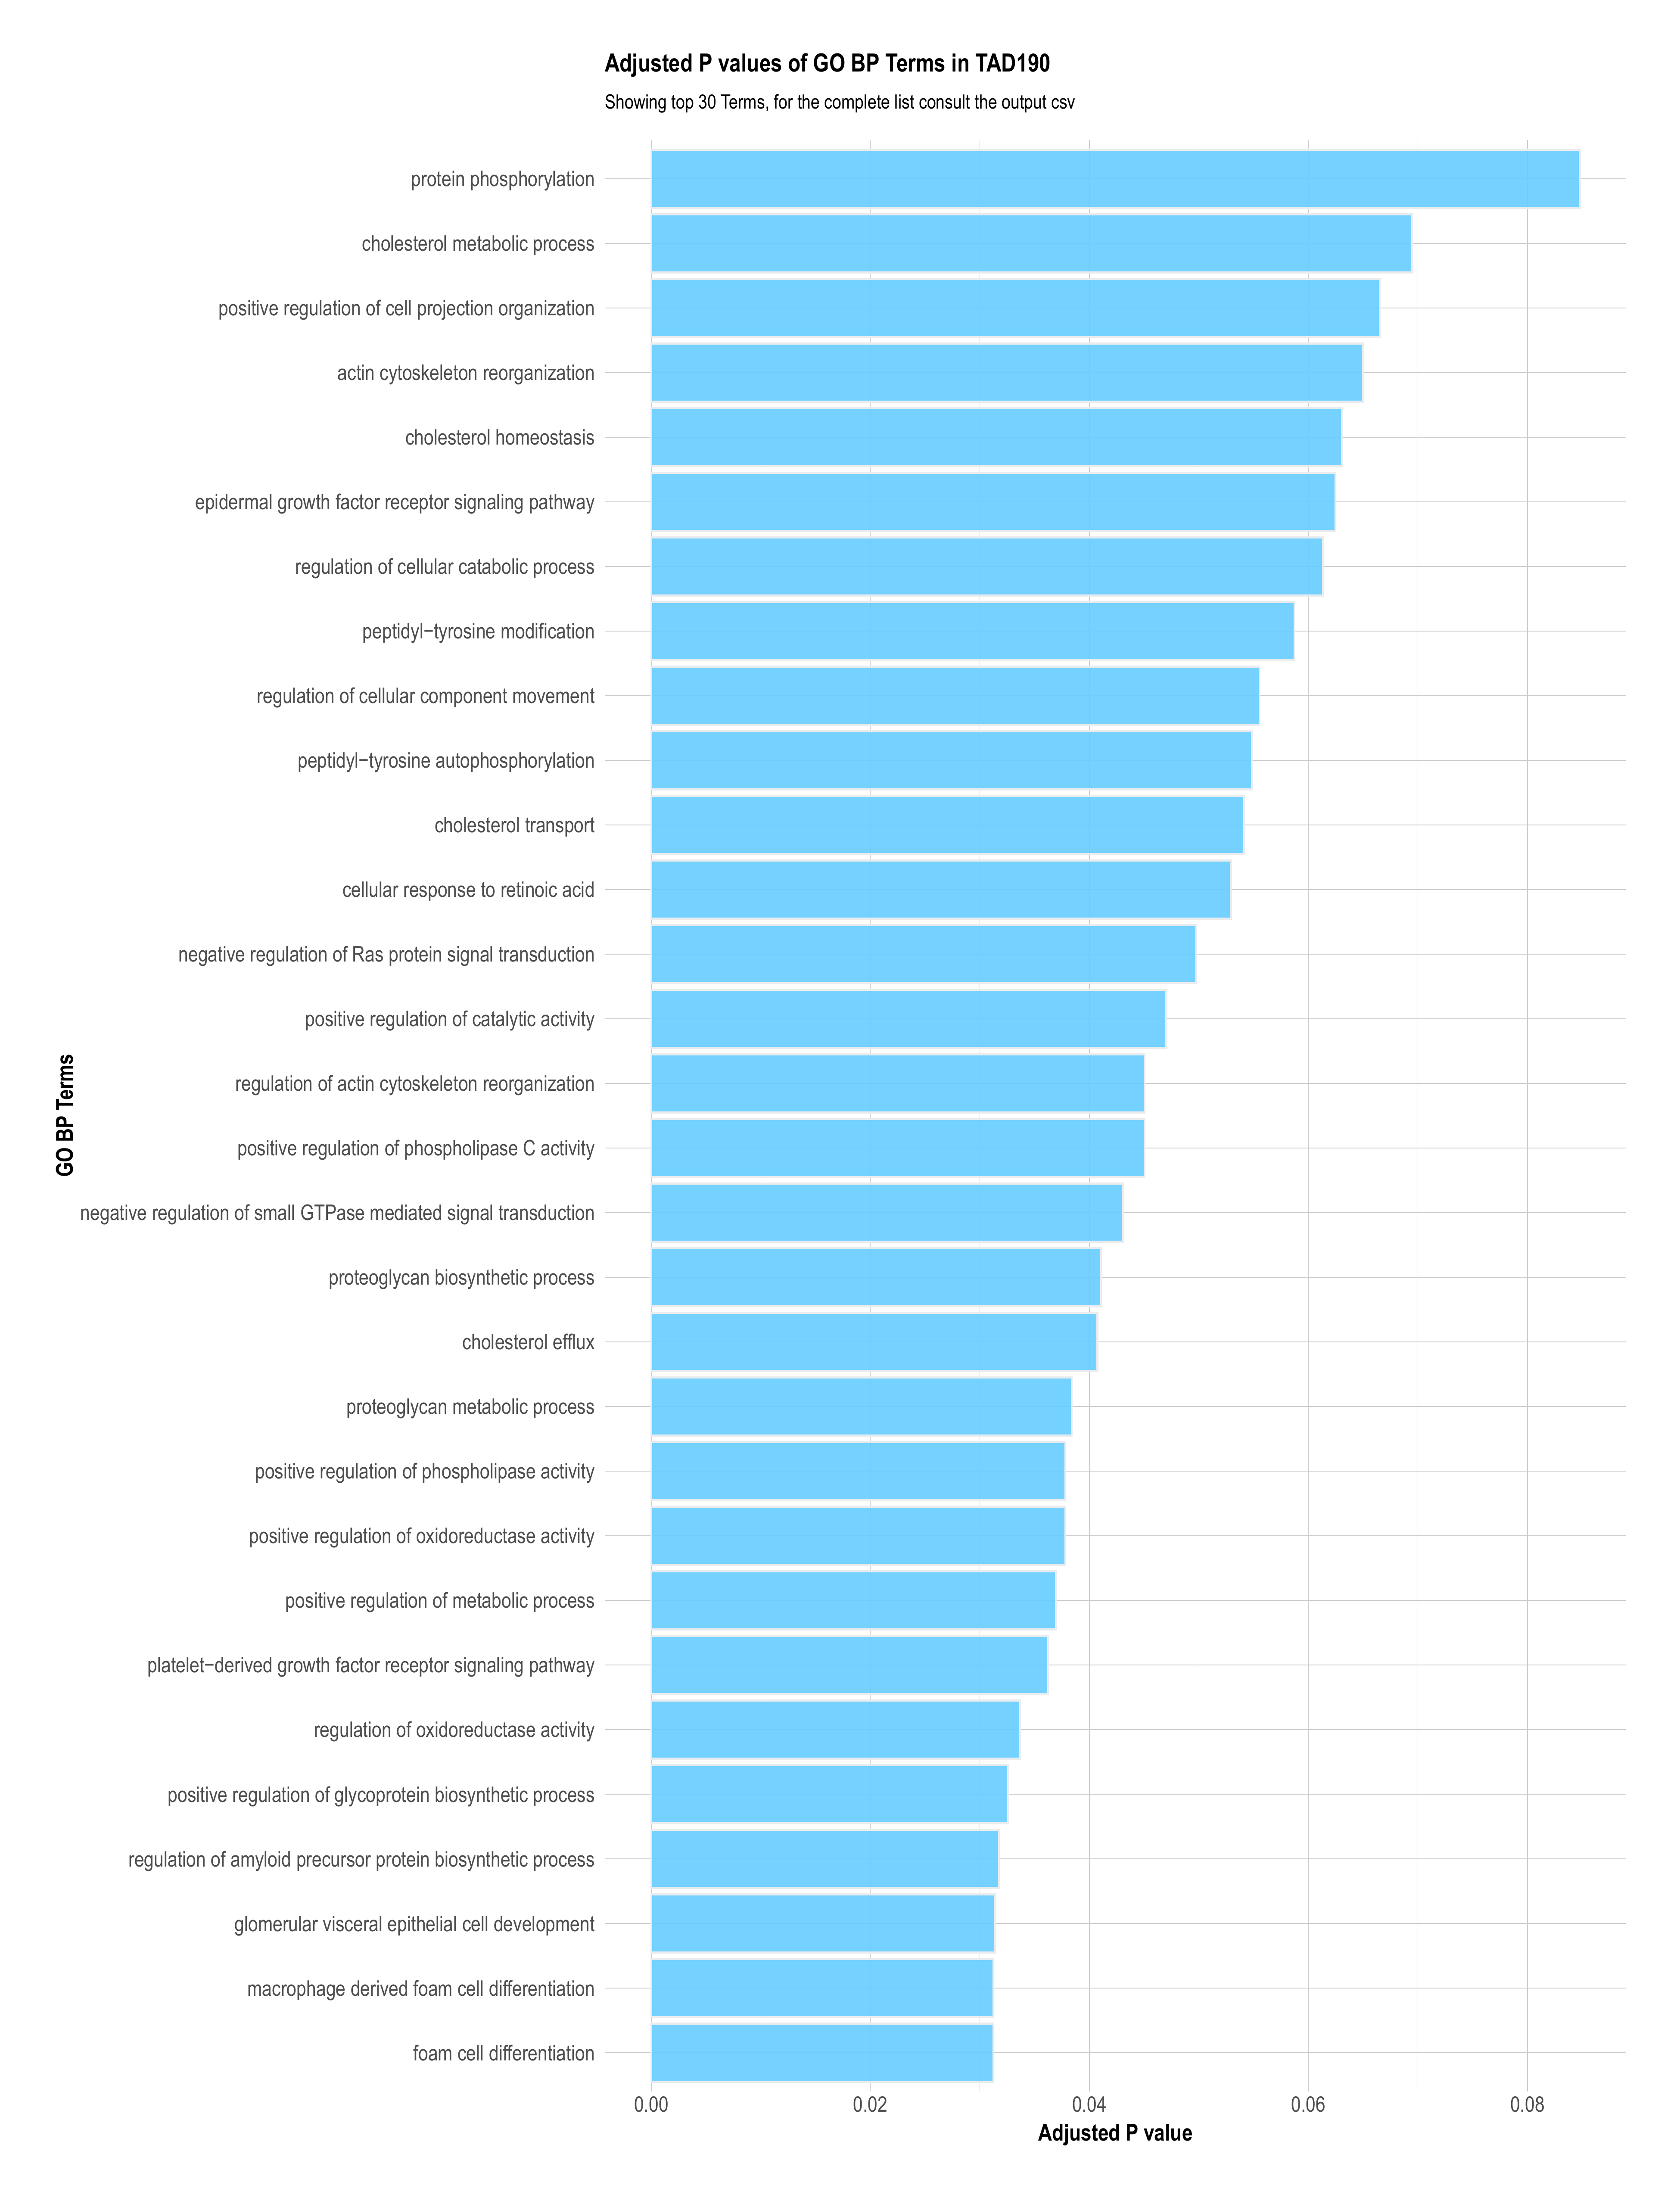 Adjusted P values of GO BP Terms in TAD190
Showing top 30 Terms, for the complete list consult the output csv
protein phosphorylation
cholesterol metabolic process
positive regulation of cell projection organization
actin cytoskeleton reorganization
cholesterol homeostasis
epidermal growth factor receptor signaling pathway
regulation of cellular catabolic process
peptidyl−tyrosine modification
regulation of cellular component movement
peptidyl−tyrosine autophosphorylation
cholesterol transport
cellular response to retinoic acid
negative regulation of Ras protein signal transduction
positive regulation of catalytic activity
regulation of actin cytoskeleton reorganization
positive regulation of phospholipase C activity
negative regulation of small GTPase mediated signal transduction
proteoglycan biosynthetic process
cholesterol efflux
proteoglycan metabolic process
positive regulation of phospholipase activity
positive regulation of oxidoreductase activity
positive regulation of metabolic process
platelet−derived growth factor receptor signaling pathway
regulation of oxidoreductase activity
positive regulation of glycoprotein biosynthetic process
regulation of amyloid precursor protein biosynthetic process
glomerular visceral epithelial cell development
macrophage derived foam cell differentiation
foam cell differentiation
GO BP Terms
0.00 0.02 0.04 0.06 0.08
Adjusted P value